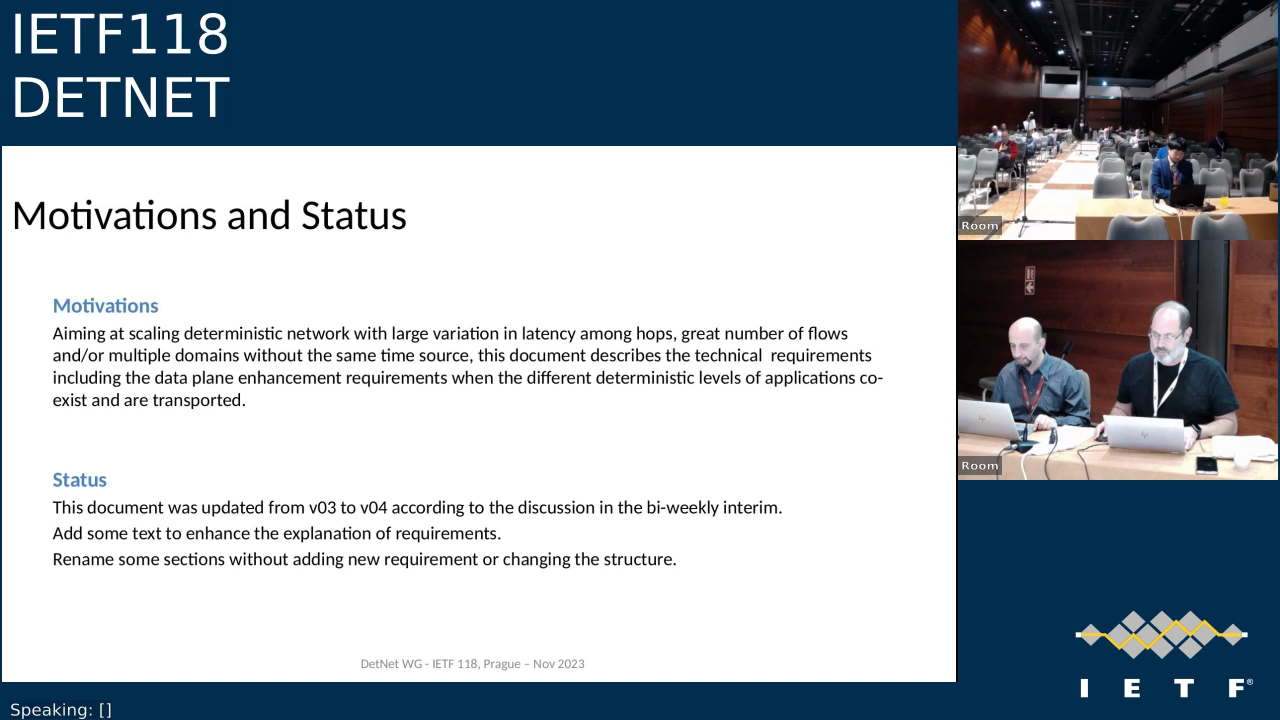 IETF118
DETNET
Motivations and Status
Motivations
Aiming at scaling deterministic network with large variation in latency among hops, great number of flows
and/or multiple domains without the same time source, this document describes the technical  requirements
including the data plane enhancement requirements when the different deterministic levels of applications co-
exist and are transported.
Status
This document was updated from v03 to v04 according to the discussion in the bi-weekly interim.
Add some text to enhance the explanation of requirements.
Rename some sections without adding new requirement or changing the structure.
DetNet WG - IETF 118, Prague – Nov 2023
Room
Room
I E T F®
Speaking: []